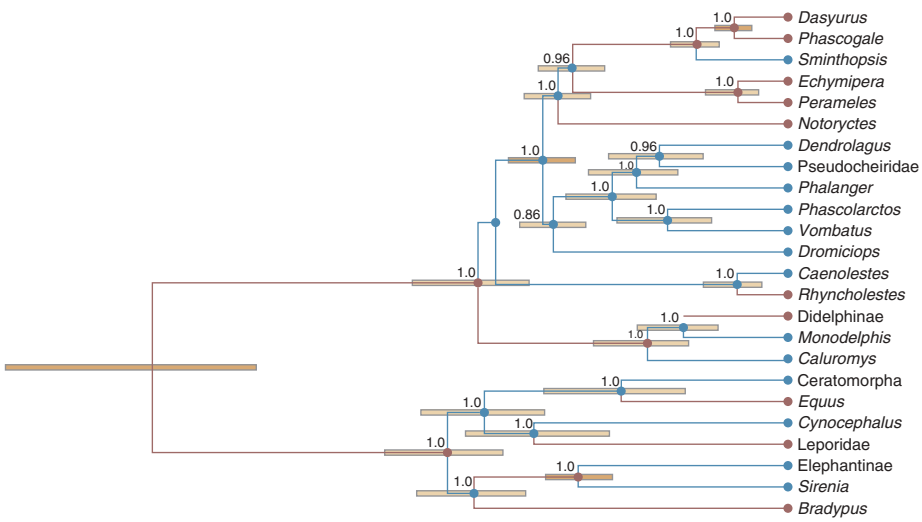 1.0
Dasyurus
1.0
Phascogale
0.96
Sminthopsis
1.0
Echymipera
1.0
Perameles
Notoryctes
0.96
Dendrolagus
1.0
1.0
Pseudocheiridae
1.0
Phalanger
0.86
1.0
Phascolarctos
Vombatus
Dromiciops
1.0
1.0
Caenolestes
Rhyncholestes
1.0
Didelphinae
1.0
Monodelphis
Caluromys
1.0
Ceratomorpha
1.0
Equus
1.0
Cynocephalus
1.0
Leporidae
1.0
1.0
Elephantinae
Sirenia
Bradypus